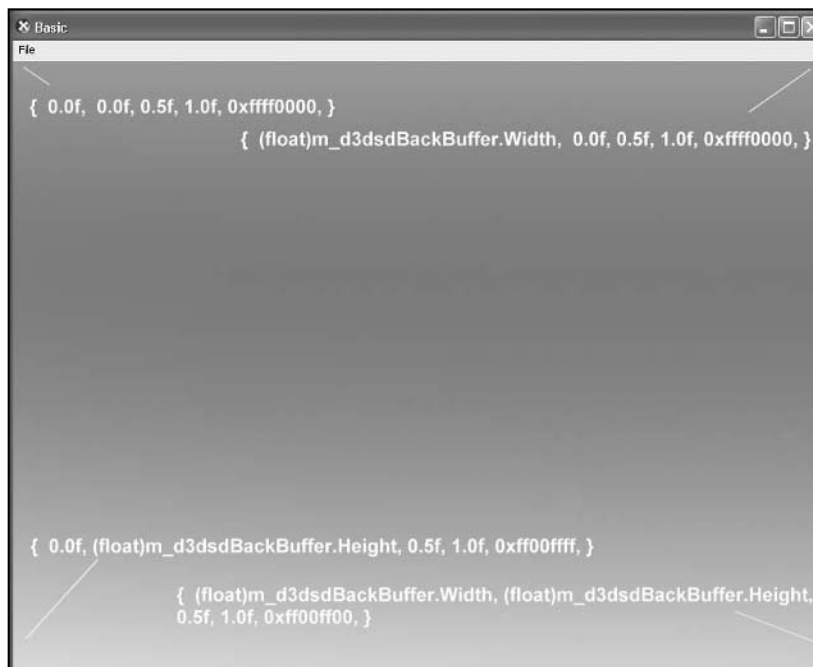 Basic
File
{ 0.0f, 0.0f, 0.5f, 1.0f, 0xffff0000, }
{ (float)m_d3dsdBackBuffer.Width, 0.0f, 0.5f, 1.0f, 0xffff0000, }
{ 0.0f, (float)m_d3dsdBackBuffer.Height, 0.5f, 1.0f, 0xff00ffff, }
{ (float)m_d3dsdBackBuffer.Width, (float)m_d3dsdBackBuffer.Height,
0.5f, 1.0f, 0xff00ff00, }